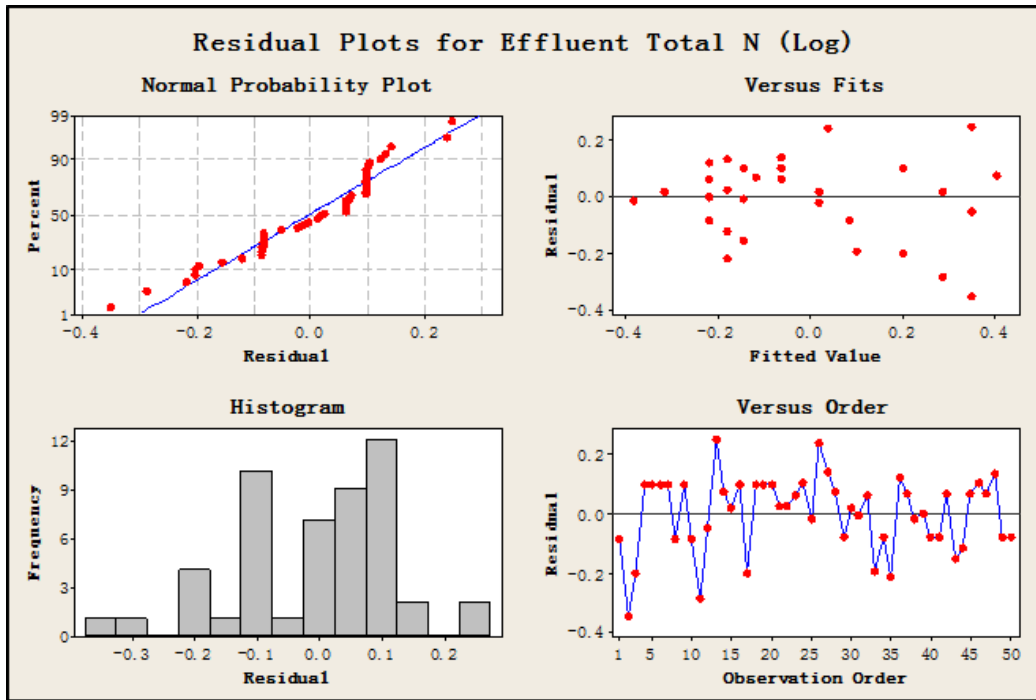 Residual Plots for Effluent Total N (Log)
Normal Probability Plot
99
90
50
10
1
Percent
-0.4 -0.2 0.0 0.2
Residual
Versus Fits
0.2
0.0
-0.2
-0.4
Residual
-0.4 -0.2 0.0 0.2 0.4
Fitted Value
Histogram
12
9
6
3
0
Frequency
-0.3 -0.2 -0.1 0.0 0.1 0.2
Residual
Versus Order
0.2
0.0
-0.2
-0.4
Residual
1 5 10 15 20 25 30 35 40 45 50
Observation Order